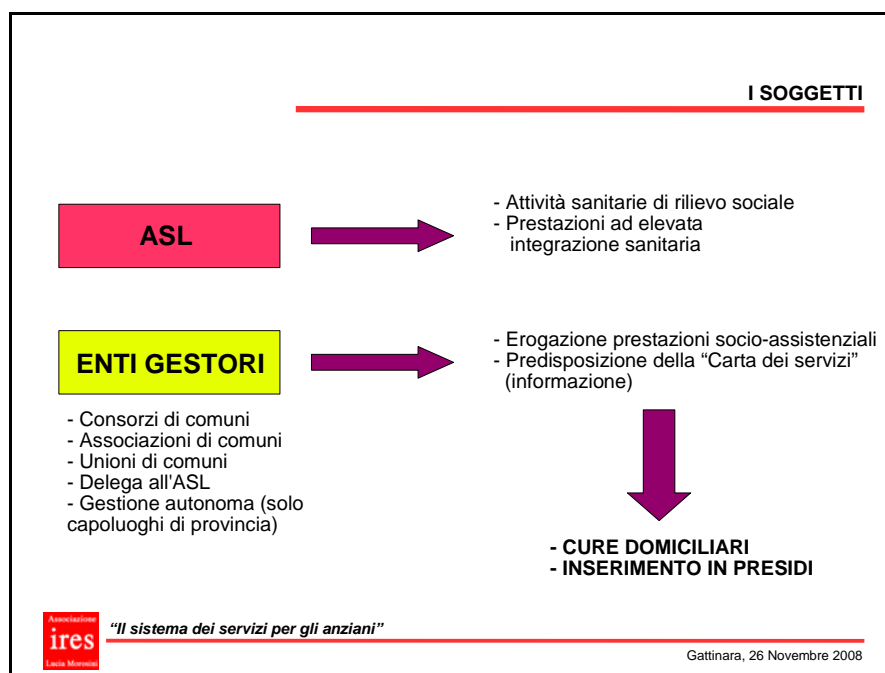 I SOGGETTI
ASL
- Attività sanitarie di rilievo sociale
- Prestazioni ad elevata
integrazione sanitaria
ENTI GESTORI
- Erogazione prestazioni socio-assistenziali
- Predisposizione della “Carta dei servizi”
(informazione)
- Consorzi di comuni
- Associazioni di comuni
- Unioni di comuni
- Delega all'ASL
- Gestione autonoma (solo
capoluoghi di provincia)
- CURE DOMICILIARI
- INSERIMENTO IN PRESIDI
Associazione
ires
Lucia Morosini
“Il sistema dei servizi per gli anziani”
Gattinara, 26 Novembre 2008